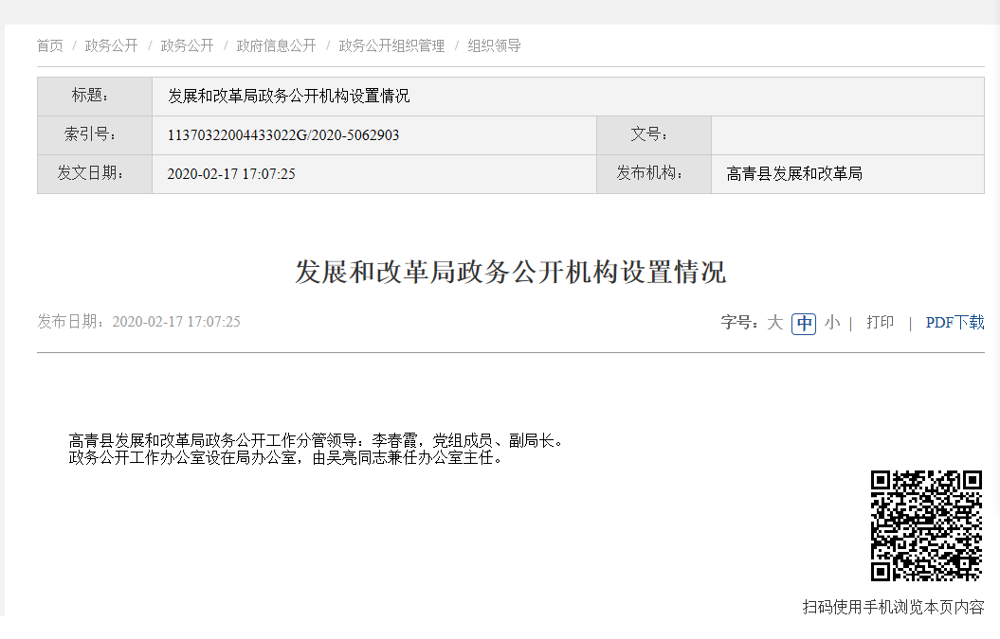 首页 / 政务公开 / 政务公开 / 政府信息公开 / 政务公开组织管理 / 组织领导
标题： 发展和改革局政务公开机构设置情况
索引号： 11370322004433022G/2020-5062903 文号：
发文日期： 2020-02-17 17:07:25 发布机构： 高青县发展和改革局
发展和改革局政务公开机构设置情况
发布日期：2020-02-17 17:07:25 字号：大 中 小 | 打印 | PDF下载
高青县发展和改革局政务公开工作分管领导：李春霞，党组成员、副局长。
政务公开工作办公室设在局办公室，由吴亮同志兼任办公室主任。
扫码使用手机浏览本页内容